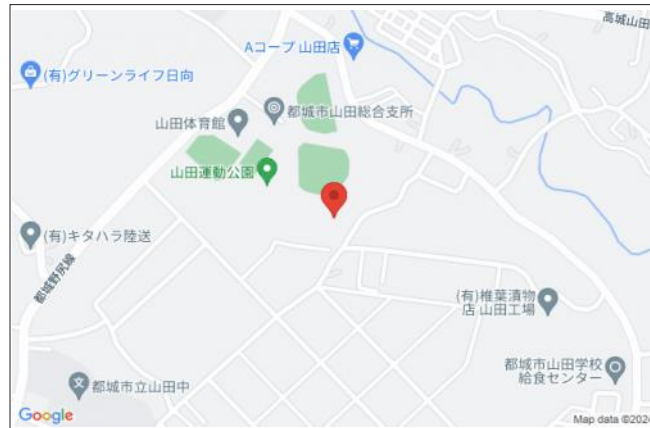 高城山田
Aコープ 山田店
(有)グリーンライフ日向
都城市山田総合支所
山田体育館
山田運動公園
(有)キタハラ陸送
都城野尻線
(有)椎葉漬物
店 山田工場
都城市山田学校
給食センター
都城市立山田中
文
Google
Map data ©2024